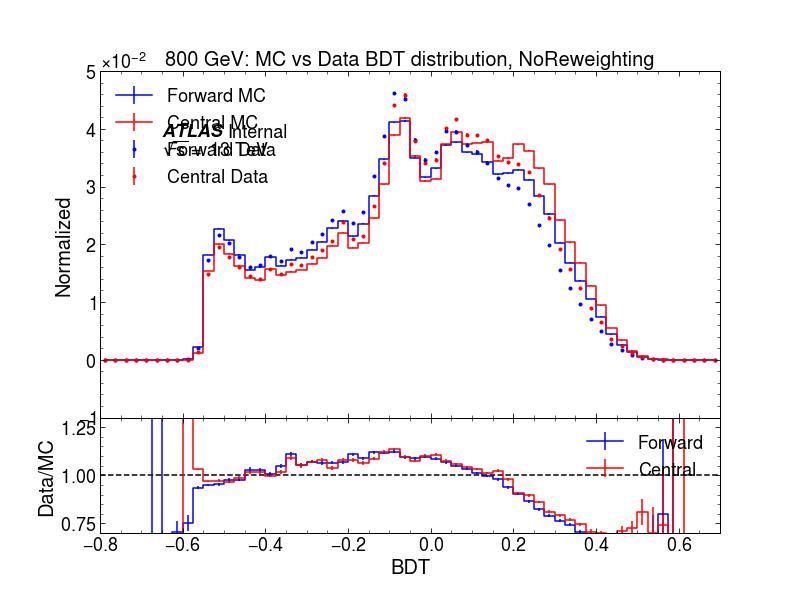 ×10⁻²
800 GeV: MC vs Data BDT distribution, NoReweighting
5
4
3
2
1
0
−1
Normalized
Forward MC
Central MC
ATLAS Internal
√s = 13 TeV
Forward Data
Central Data
1.25
1.00
0.75
Data/MC
Forward
Central
−0.8 −0.6 −0.4 −0.2 0.0 0.2 0.4 0.6
BDT